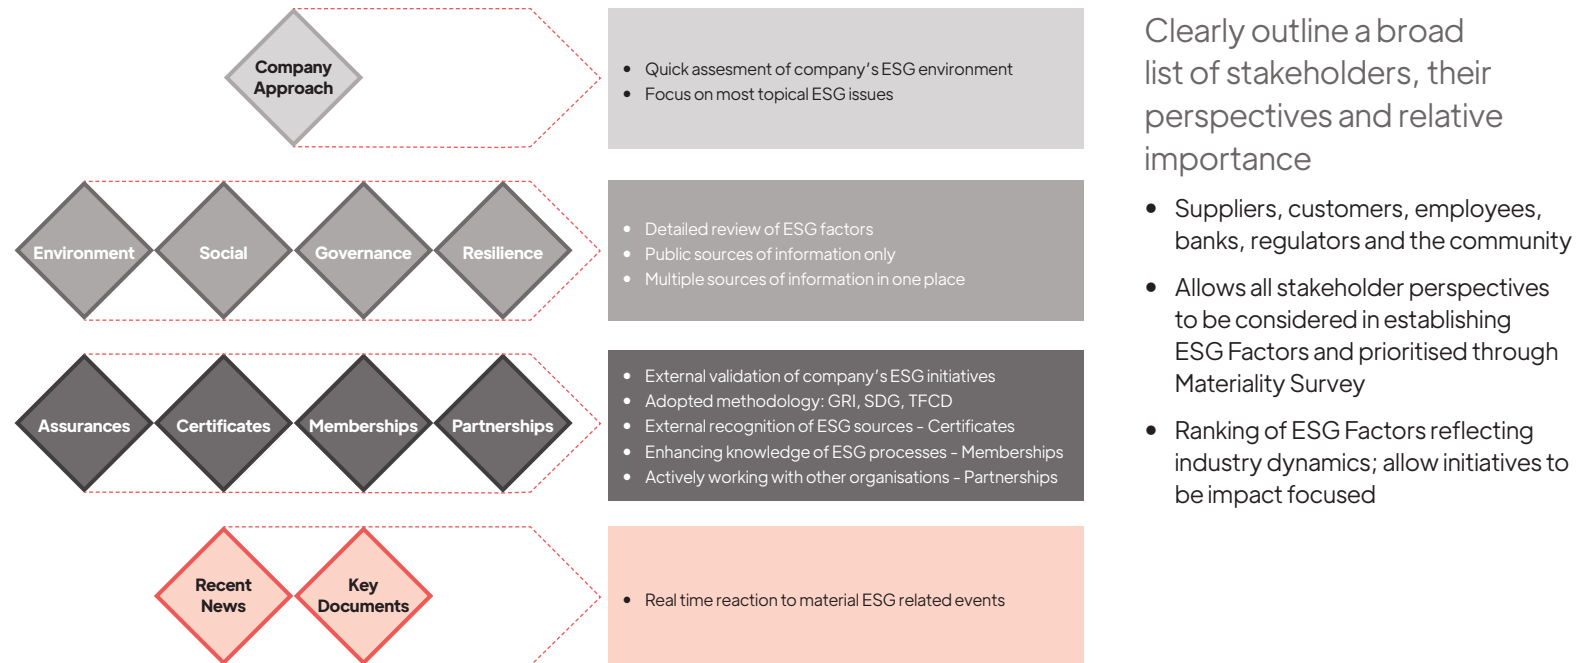 Company
Approach
• Quick assesment of company's ESG environment
• Focus on most topical ESG issues
Environment
Social
Governance
Resilience
• Detailed review of ESG factors
• Public sources of information only
• Multiple sources of information in one place
Assurances
Certificates
Memberships
Partnerships
• External validation of company's ESG initiatives
• Adopted methodology: GRI, SDG, TFCD
• External recognition of ESG sources - Certificates
• Enhancing knowledge of ESG processes - Memberships
• Actively working with other organisations - Partnerships
Recent
News
Key
Documents
• Real time reaction to material ESG related events
Clearly outline a broad
list of stakeholders, their
perspectives and relative
importance
• Suppliers, customers, employees,
banks, regulators and the community
• Allows all stakeholder perspectives
to be considered in establishing
ESG Factors and prioritised through
Materiality Survey
• Ranking of ESG Factors reflecting
industry dynamics; allow initiatives to
be impact focused